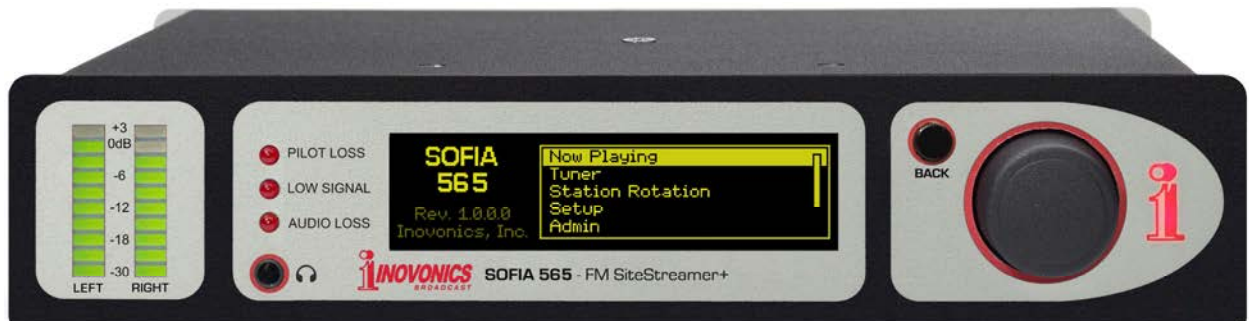 +3
0dB
-6
-12
-18
-30
LEFT RIGHT
PILOT LOSS
LOW SIGNAL
AUDIO LOSS
SOFIA
565
Rev. 1.0.0.0
Inovonics, Inc.
Now Playing
Tuner
Station Rotation
Setup
Admin
INOVONICS
BROADCAST
SOFIA 565 - FM SiteStreamer+
BACK
i